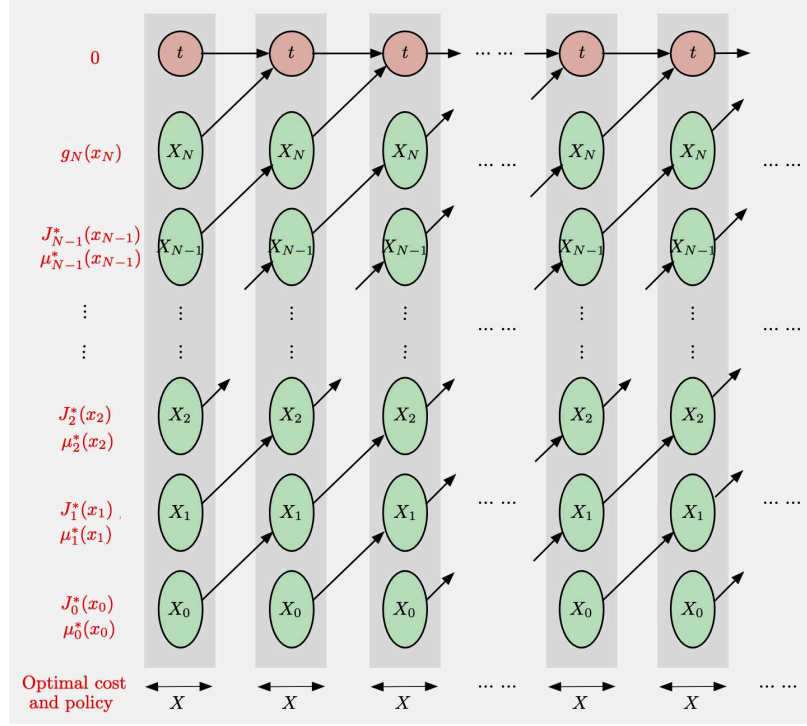 0 t t t ... ... t t
g_N(x_N) X_N X_N X_N ... ... X_N X_N ... ...
J*_{N−1}(x_{N−1})
μ*_{N−1}(x_{N−1}) X_{N−1} X_{N−1} X_{N−1} X_{N−1} X_{N−1}
⋮ ⋮ ⋮ ⋮ ... ... ⋮ ⋮ ... ...
⋮ ⋮ ⋮ ⋮ ⋮ ⋮
J*_2(x_2)
μ*_2(x_2) X_2 X_2 X_2 X_2 X_2
J*_1(x_1) .
μ*_1(x_1) X_1 X_1 X_1 ... ... X_1 X_1 ... ...
J*_0(x_0)
μ*_0(x_0) X_0 X_0 X_0 X_0 X_0
Optimal cost
and policy X X X ... ... X X ... ...